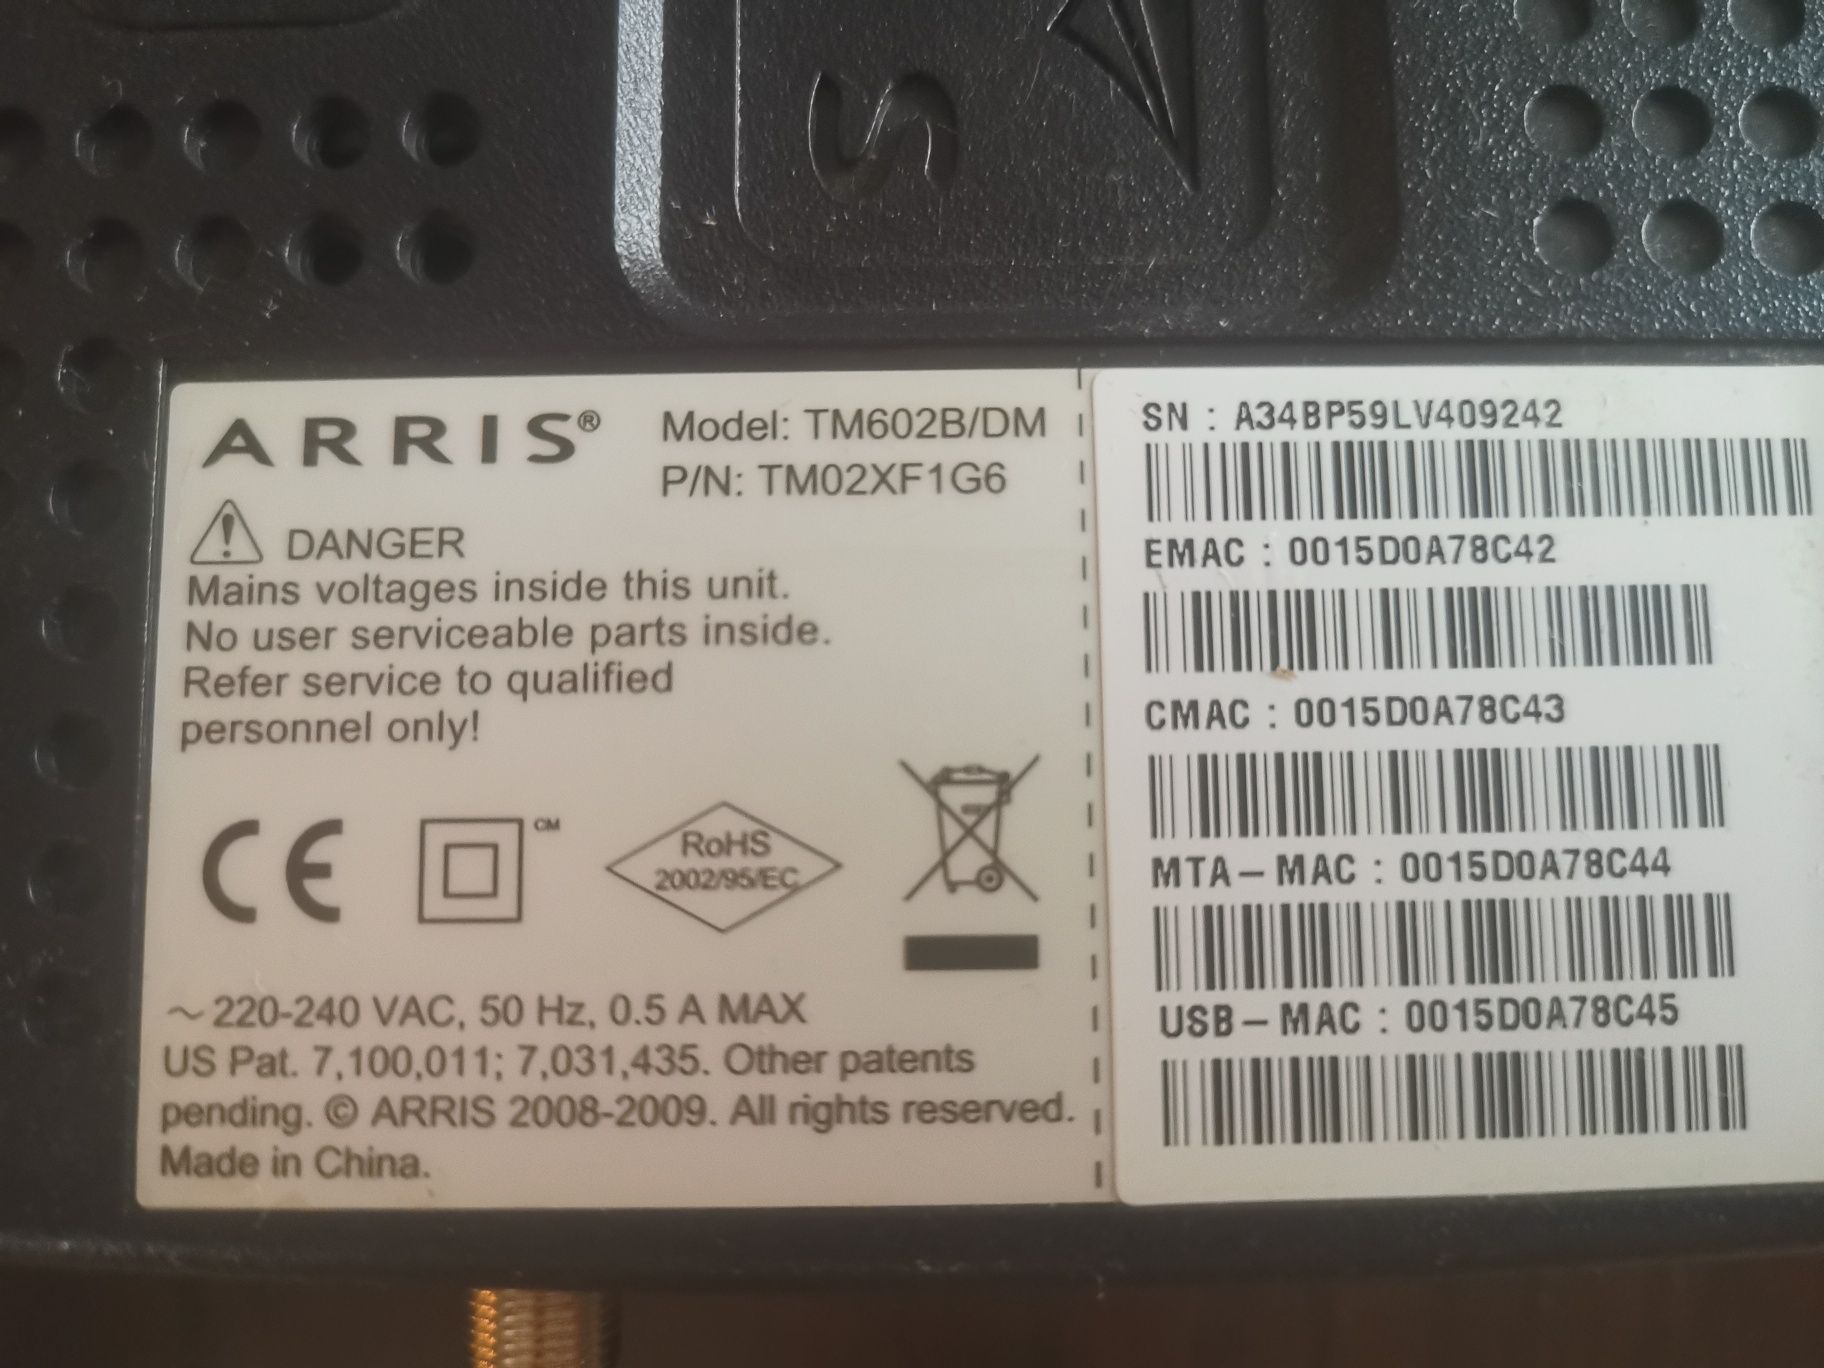 S
ARRIS®
Model: TM602B/DM
P/N: TM02XF1G6
DANGER
Mains voltages inside this unit.
No user serviceable parts inside.
Refer service to qualified
personnel only!
CE
CM
RoHS
2002/95/EC
~220-240 VAC, 50 Hz, 0.5 A MAX
US Pat. 7,100,011; 7,031,435. Other patents
pending. © ARRIS 2008-2009. All rights reserved.
Made in China.
SN : A34BP59LV409242
EMAC : 0015D0A78C42
CMAC : 0015D0A78C43
MTA-MAC : 0015D0A78C44
USB-MAC : 0015D0A78C45